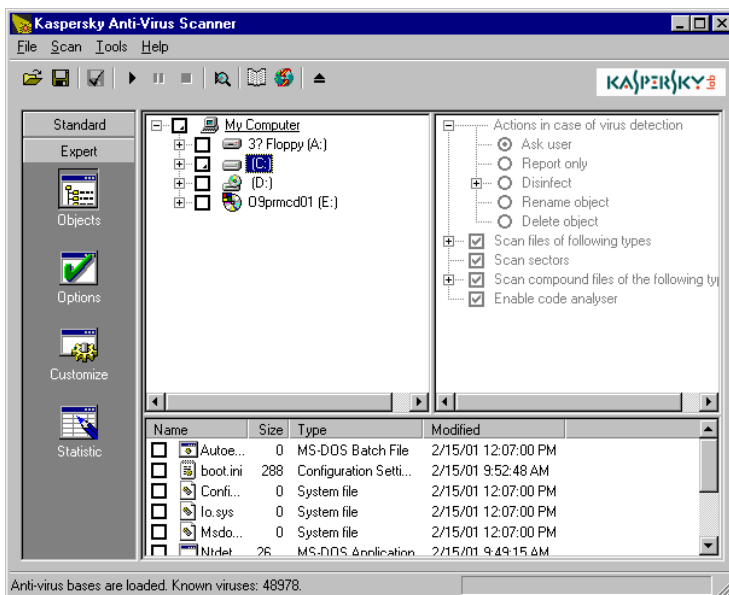 Kaspersky Anti-Virus Scanner
File Scan Tools Help
KASPERSKY lab
Standard
Expert
Objects
Options
Customize
Statistic
My Computer
3? Floppy (A:)
(C:)
(D:)
09prmcd01 (E:)
Actions in case of virus detection
Ask user
Report only
Disinfect
Rename object
Delete object
Scan files of following types
Scan sectors
Scan compound files of the following ty
Enable code analyser
Name Size Type Modified
Autoe... 0 MS-DOS Batch File 2/15/01 12:07:00 PM
boot.ini 288 Configuration Setti... 2/15/01 9:52:48 AM
Confi... 0 System file 2/15/01 12:07:00 PM
Io.sys 0 System file 2/15/01 12:07:00 PM
Msdo... 0 System file 2/15/01 12:07:00 PM
Ntdet 26 MS-DOS Application 2/15/01 9:49:15 AM
Anti-virus bases are loaded. Known viruses: 48978.